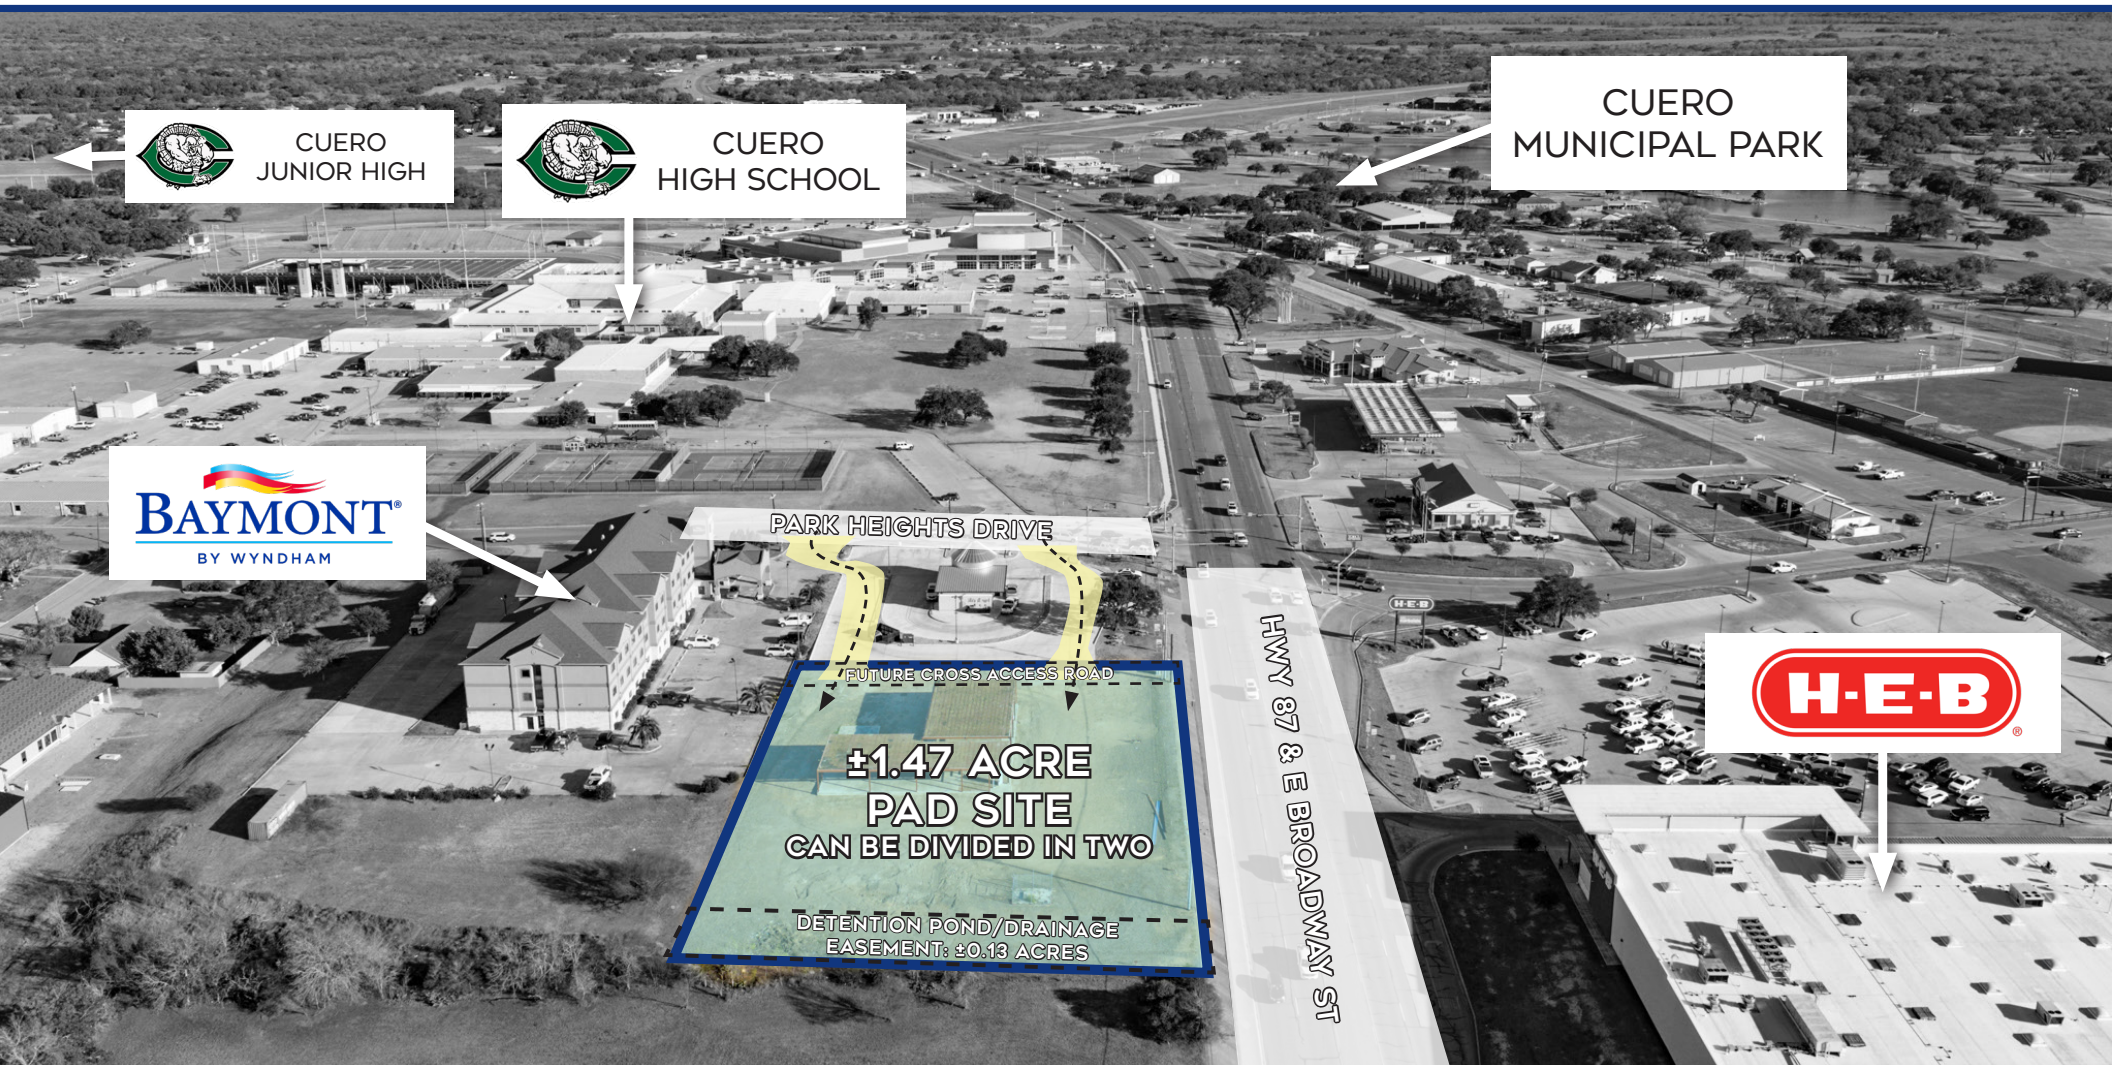 CUERO
JUNIOR HIGH
CUERO
HIGH SCHOOL
CUERO
MUNICIPAL PARK
BAYMONT®
BY WYNDHAM
PARK HEIGHTS DRIVE
H-E-B
FUTURE CROSS ACCESS ROAD
±1.47 ACRE
PAD SITE
CAN BE DIVIDED IN TWO
DETENTION POND/DRAINAGE
EASEMENT: ±0.13 ACRES
HWY 87 & E BROADWAY ST
H-E-B®